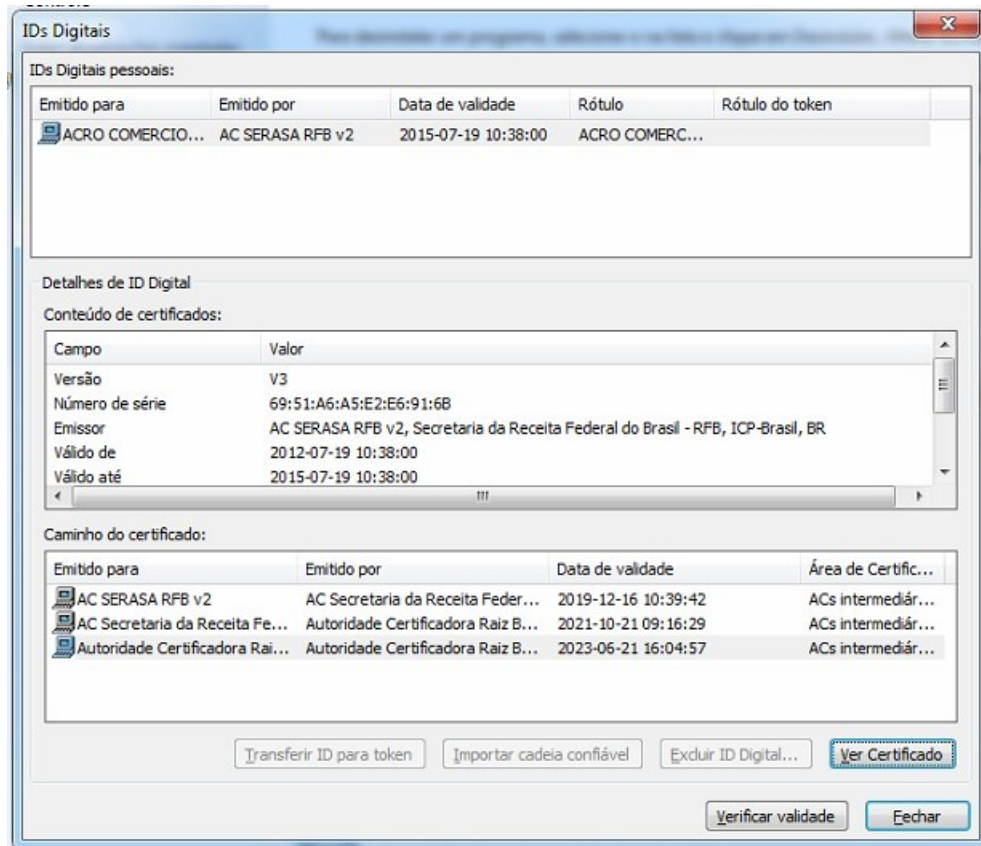 IDs Digitais
IDs Digitais pessoais:
Emitido para Emitido por Data de validade Rótulo Rótulo do token
ACRO COMERCIO... AC SERASA RFB v2 2015-07-19 10:38:00 ACRO COMERC...
Detalhes de ID Digital
Conteúdo de certificados:
Campo Valor
Versão V3
Número de série 69:51:A6:A5:E2:E6:91:6B
Emissor AC SERASA RFB v2, Secretaria da Receita Federal do Brasil - RFB, ICP-Brasil, BR
Válido de 2012-07-19 10:38:00
Válido até 2015-07-19 10:38:00
Caminho do certificado:
Emitido para Emitido por Data de validade Área de Certific...
AC SERASA RFB v2 AC Secretaria da Receita Feder... 2019-12-16 10:39:42 ACs intermediár...
AC Secretaria da Receita Fe... Autoridade Certificadora Raiz B... 2021-10-21 09:16:29 ACs intermediár...
Autoridade Certificadora Rai... Autoridade Certificadora Raiz B... 2023-06-21 16:04:57 ACs intermediár...
Transferir ID para token Importar cadeia confiável Excluir ID Digital... Ver Certificado
Verificar validade Fechar